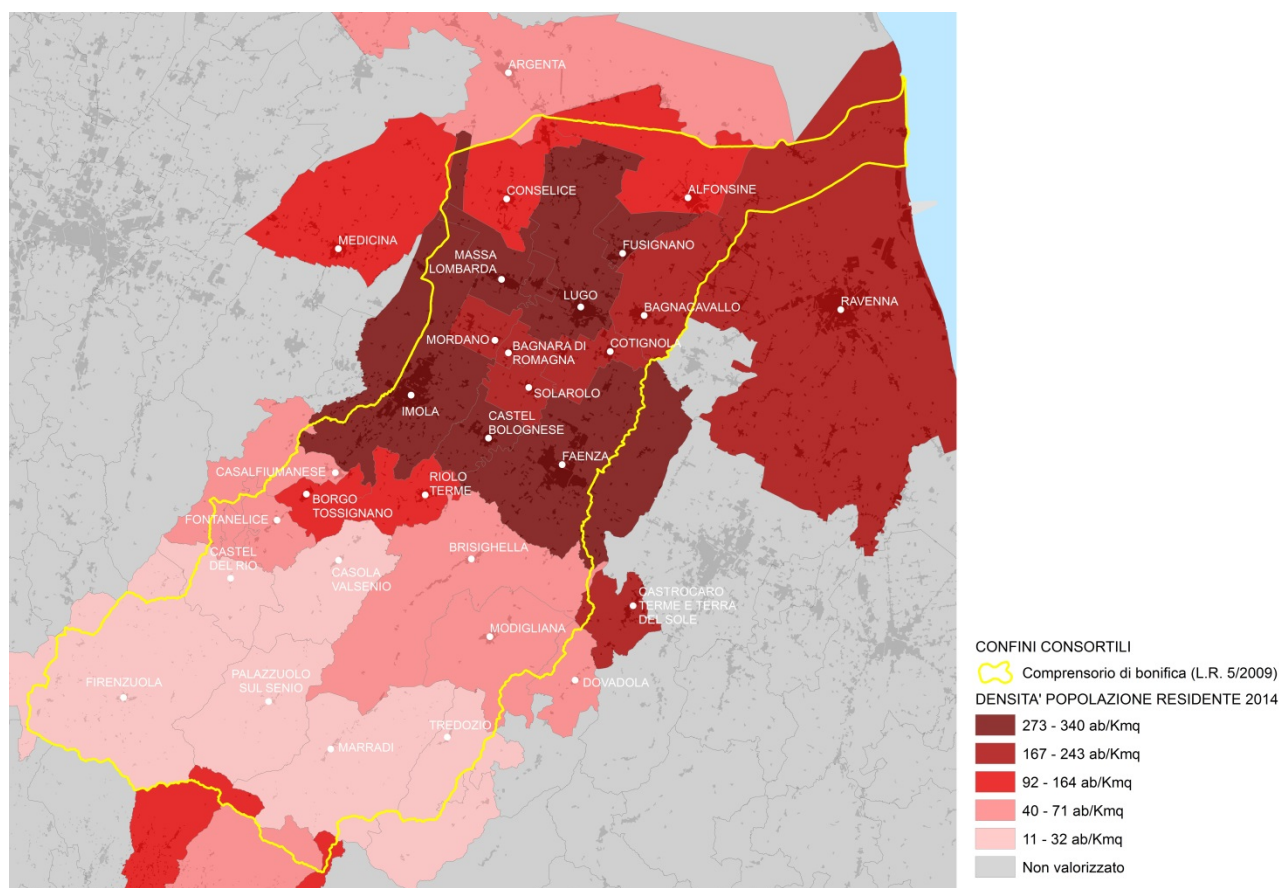 ARGENTA
CONSELICE
ALFONSINE
MEDICINA
FUSIGNANO
MASSA
LOMBARDA
LUGO
BAGNACAVALLO
RAVENNA
MORDANO
BAGNARA DI
ROMAGNA
COTIGNOLA
SOLAROLO
IMOLA
CASTEL
BOLOGNESE
FAENZA
CASALFIUMANESE
RIOLO
TERME
BORGO
TOSSIGNANO
FONTANELICE
CASTEL
DEL RIO
BRISIGHELLA
CASOLA
VALSENIO
CASTROCARO
TERME E TERRA
DEL SOLE
MODIGLIANA
FIRENZUOLA
PALAZZUOLO
SUL SENIO
DOVADOLA
TREDOZIO
MARRADI
CONFINI CONSORTILI
Comprensorio di bonifica (L.R. 5/2009)
DENSITA' POPOLAZIONE RESIDENTE 2014
273 - 340 ab/Kmq
167 - 243 ab/Kmq
92 - 164 ab/Kmq
40 - 71 ab/Kmq
11 - 32 ab/Kmq
Non valorizzato